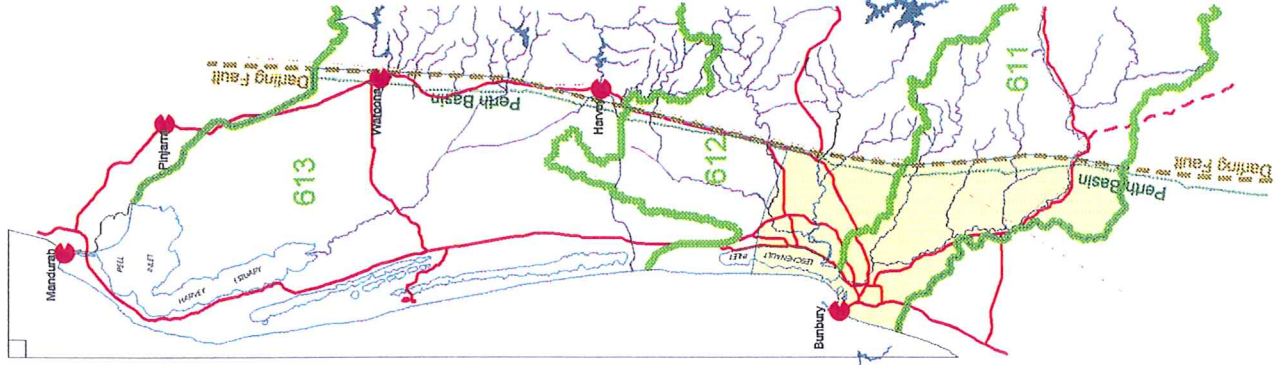 Mandurah
Pinjarra
PEEL
INLET
HARVEY
ESTUARY
613
Darling Fault
Waroona
Perth Basin
Harvey
612
INLET
LESCHENAULT
Bunbury
611
Perth Basin
Darling Fault